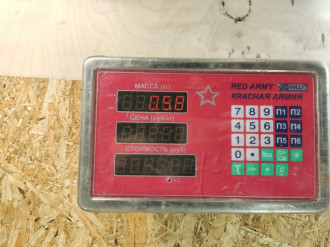 МАССА (кг)
0.58
ЦЕНА (руб/кг)
СТОИМОСТЬ (руб)
RED ARMY
КРАСНАЯ АРМИЯ
7 8 9 П1 П2
4 5 6 П3 П4
1 2 3 П5 П6
0